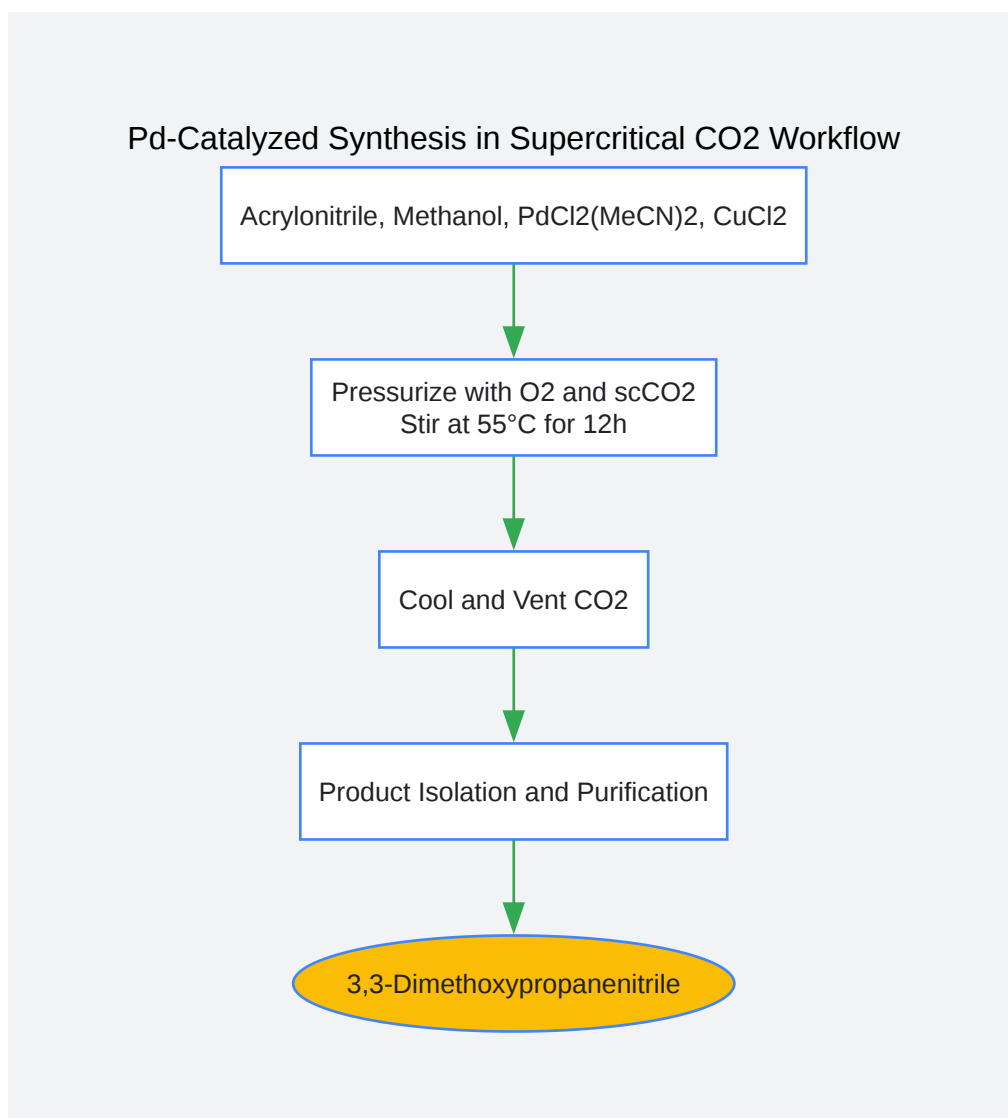 Pd-Catalyzed Synthesis in Supercritical CO2 Workflow
Acrylonitrile, Methanol, PdCl2(MeCN)2, CuCl2
Pressurize with O2 and scCO2
Stir at 55°C for 12h
Cool and Vent CO2
Product Isolation and Purification
3,3-Dimethoxypropanenitrile